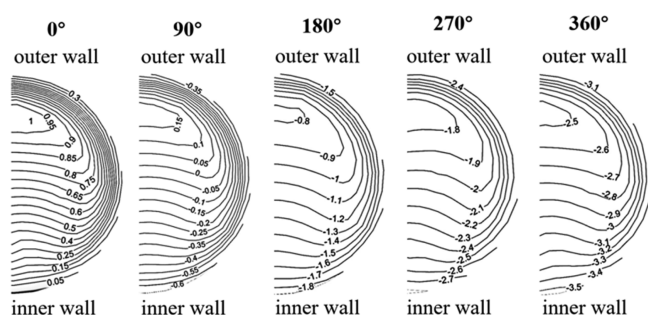 0° 90° 180° 270° 360°
outer wall outer wall outer wall outer wall outer wall
0.3 -0.35 -1.5 -2.4 -3.1
1 0.95 0.15 -0.8 -1.8 -2.5
0.9 0.1 -0.9 -1.9 -2.6
0.85 0.05 -1 -2 -2.7
0.8 0.75 0 -1.1 -2.1 -2.8
0.65 -0.05 -1.2 -2.2 -2.9
0.6 0.1 -1.3 -2.3 -3
0.5 0.15 -1.4 -2.4 -3.1
0.4 -0.2 -1.5 -2.5 -3.2
0.25 -0.25 -1.6 -2.6 -3.3
0.15 -0.35 -1.7 -2.7 -3.4
0.05 -0.4 -1.8 -3.5
-0.55
-0.6
inner wall inner wall inner wall inner wall inner wall